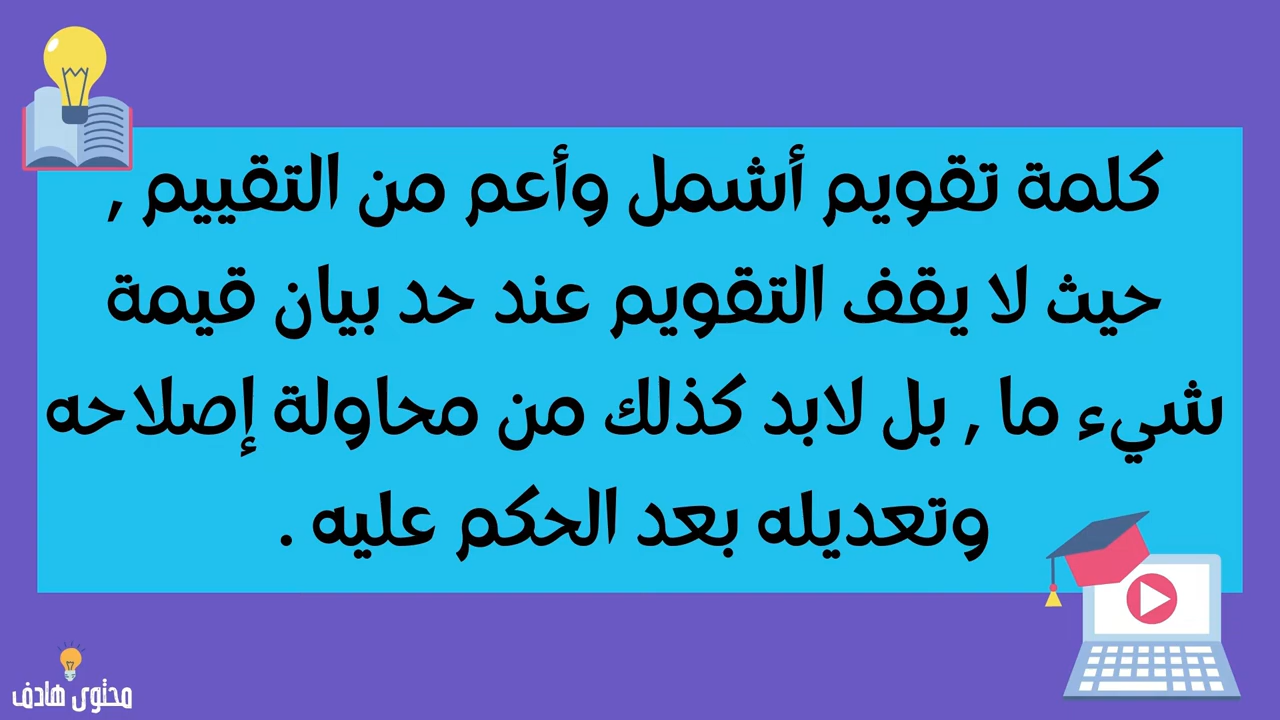 كلمة تقويم أشمل وأعم من التقييم ,
حيث لا يقف التقويم عند حد بيان قيمة
شيء ما , بل لابد كذلك من محاولة إصلاحه
وتعديله بعد الحكم عليه .
محتوى هادف